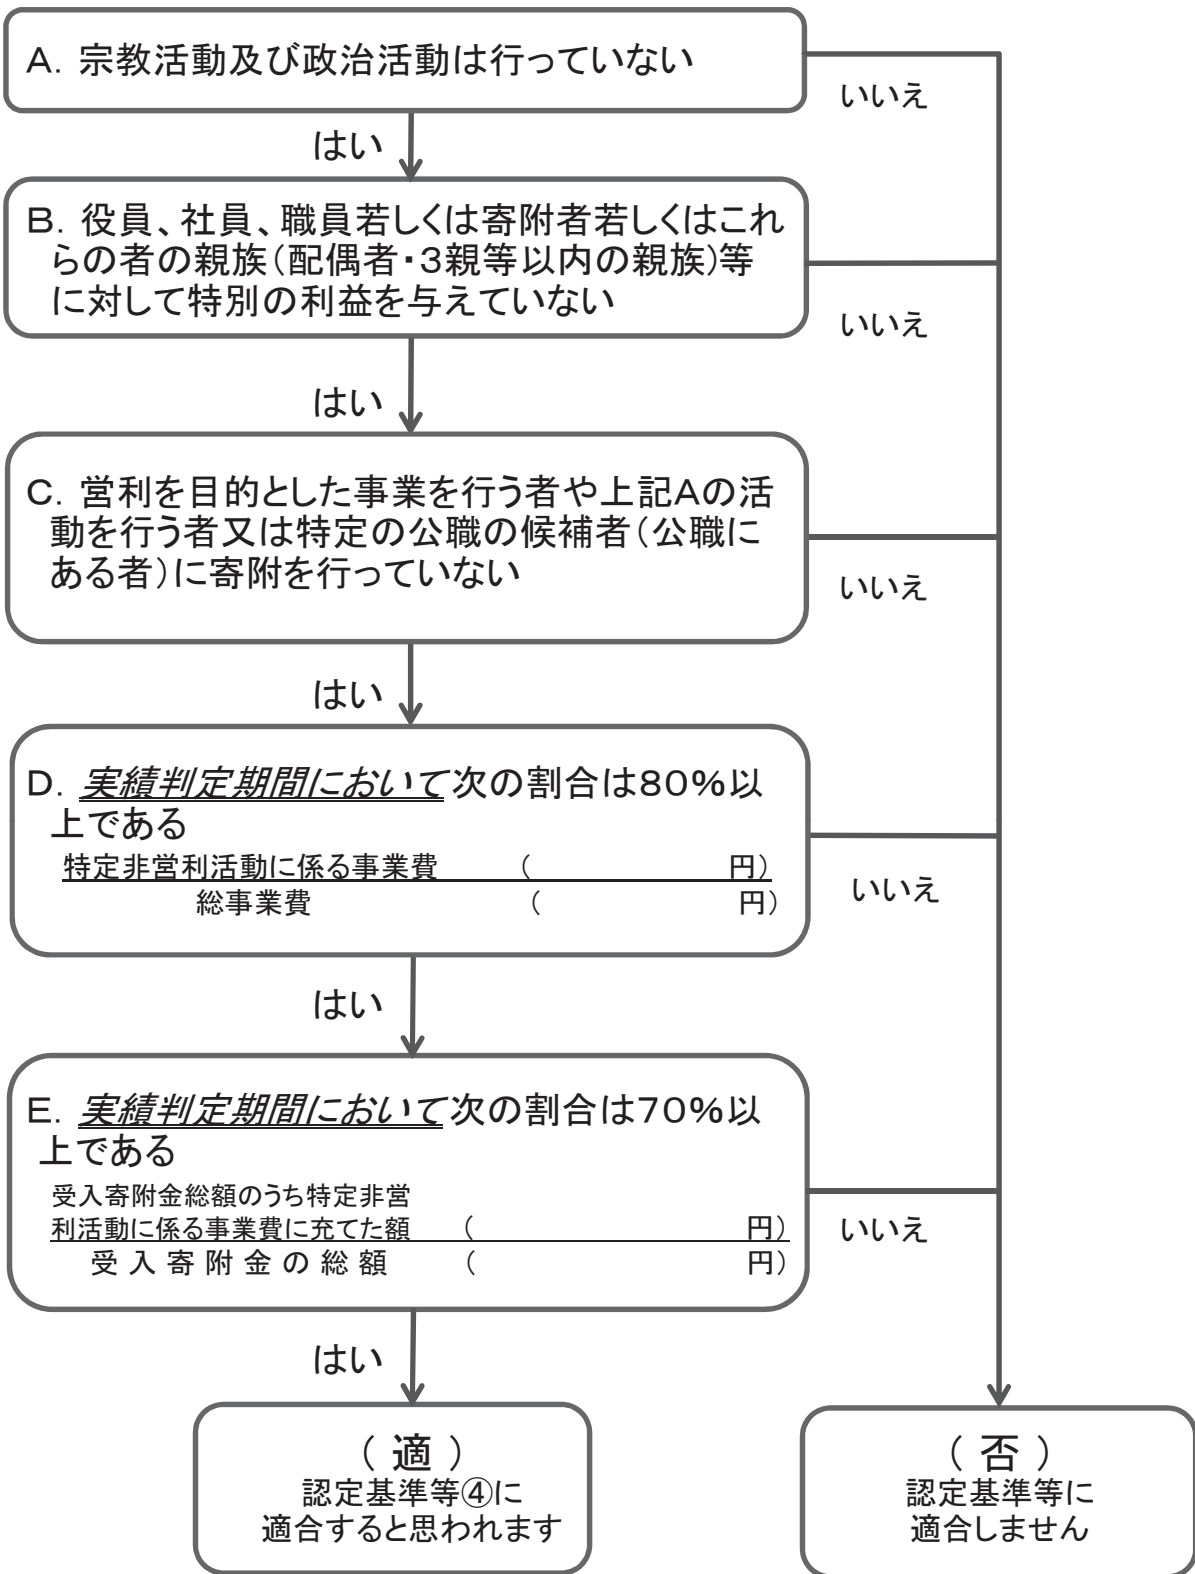 A. 宗教活動及び政治活動は行っていない
いいえ
はい
B. 役員、社員、職員若しくは寄附者若しくはこれ
らの者の親族(配偶者・3親等以内の親族)等
に対して特別の利益を与えていない
いいえ
はい
C. 営利を目的とした事業を行う者や上記Aの活
動を行う者又は特定の公職の候補者(公職に
ある者)に寄附を行っていない
いいえ
はい
D. 実績判定期間において次の割合は80%以
上である
特定非営利活動に係る事業費 ( 円)
総事業費 ( 円)
いいえ
はい
E. 実績判定期間において次の割合は70%以
上である
受入寄附金総額のうち特定非営
利活動に係る事業費に充てた額 ( 円)
受入寄附金の総額 ( 円)
いいえ
はい
(適)
認定基準等④に
適合すると思われます
(否)
認定基準等に
適合しません